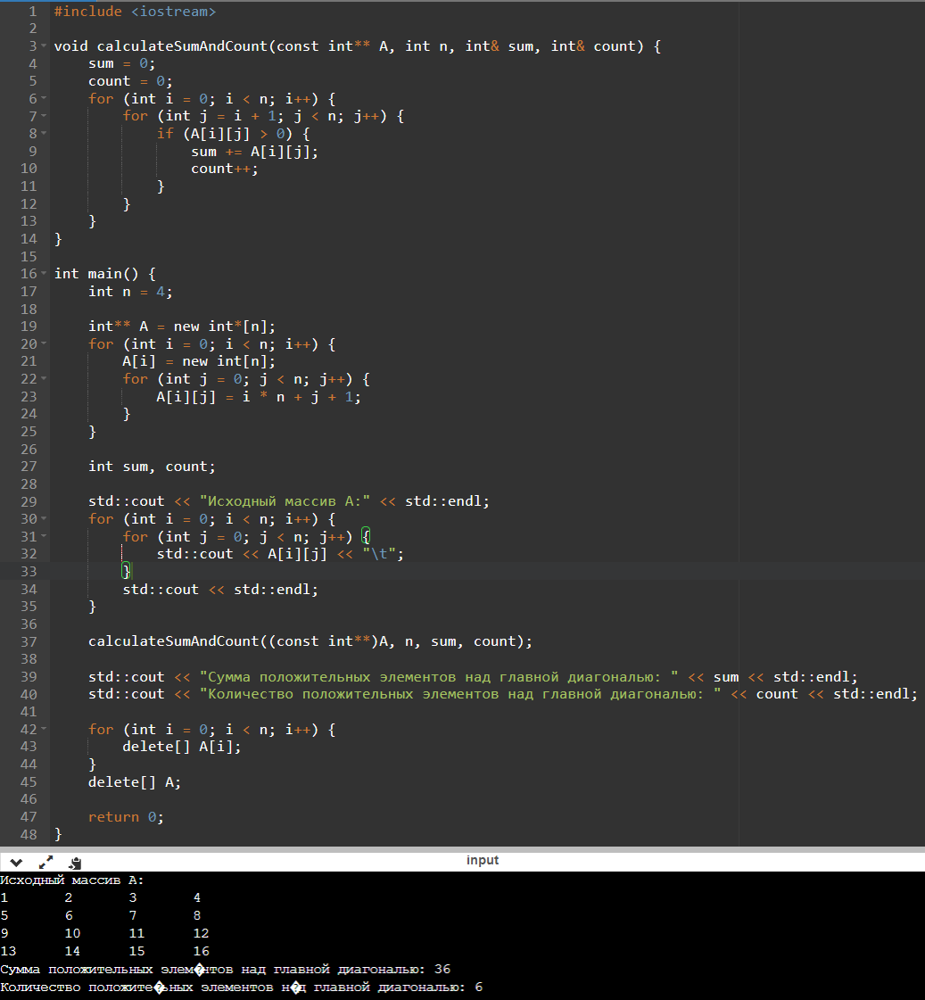 1 #include <iostream>
2
3 void calculateSumAndCount(const int** A, int n, int& sum, int& count) {
4     sum = 0;
5     count = 0;
6     for (int i = 0; i < n; i++) {
7         for (int j = i + 1; j < n; j++) {
8             if (A[i][j] > 0) {
9                 sum += A[i][j];
10                 count++;
11             }
12         }
13     }
14 }
15
16 int main() {
17     int n = 4;
18
19     int** A = new int*[n];
20     for (int i = 0; i < n; i++) {
21         A[i] = new int[n];
22         for (int j = 0; j < n; j++) {
23             A[i][j] = i * n + j + 1;
24         }
25     }
26
27     int sum, count;
28
29     std::cout << "Исходный массив A:" << std::endl;
30     for (int i = 0; i < n; i++) {
31         for (int j = 0; j < n; j++) {
32             std::cout << A[i][j] << "\t";
33         }
34         std::cout << std::endl;
35     }
36
37     calculateSumAndCount((const int**)A, n, sum, count);
38
39     std::cout << "Сумма положительных элементов над главной диагональю: " << sum << std::endl;
40     std::cout << "Количество положительных элементов над главной диагональю: " << count << std::endl;
41
42     for (int i = 0; i < n; i++) {
43         delete[] A[i];
44     }
45     delete[] A;
46
47     return 0;
48 }
input
Исходный массив A:
1 2 3 4
5 6 7 8
9 10 11 12
13 14 15 16
Сумма положительных элем�нтов над главной диагональю: 36
Количество положите�ьных элементов н�д главной диагональю: 6